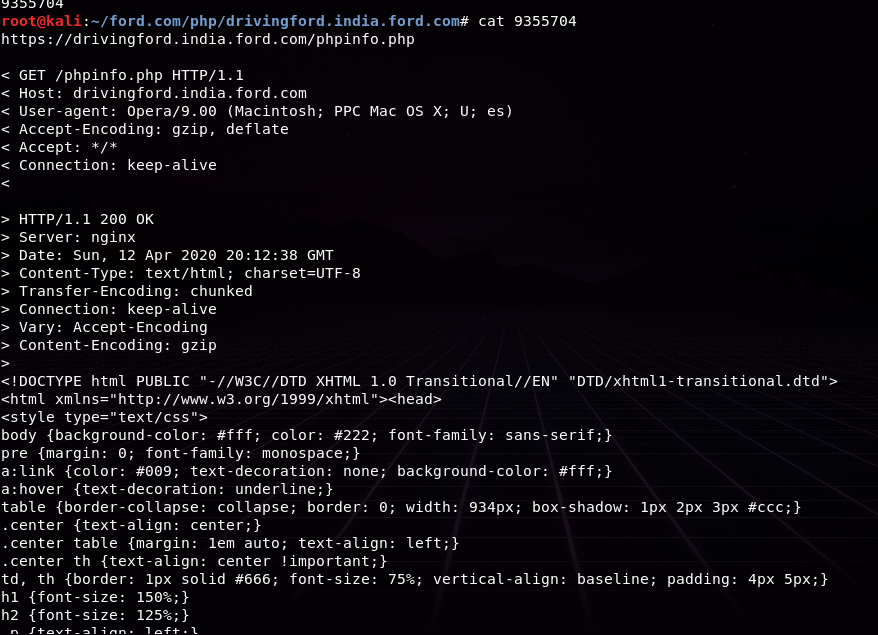 9355704
root@kali:~/ford.com/php/drivingford.india.ford.com# cat 9355704
https://drivingford.india.ford.com/phpinfo.php
< GET /phpinfo.php HTTP/1.1
< Host: drivingford.india.ford.com
< User-agent: Opera/9.00 (Macintosh; PPC Mac OS X; U; es)
< Accept-Encoding: gzip, deflate
< Accept: */*
< Connection: keep-alive
<
> HTTP/1.1 200 OK
> Server: nginx
> Date: Sun, 12 Apr 2020 20:12:38 GMT
> Content-Type: text/html; charset=UTF-8
> Transfer-Encoding: chunked
> Connection: keep-alive
> Vary: Accept-Encoding
> Content-Encoding: gzip
>
<!DOCTYPE html PUBLIC "-//W3C//DTD XHTML 1.0 Transitional//EN" "DTD/xhtml1-transitional.dtd">
<html xmlns="http://www.w3.org/1999/xhtml"><head>
<style type="text/css">
body {background-color: #fff; color: #222; font-family: sans-serif;}
pre {margin: 0; font-family: monospace;}
a:link {color: #009; text-decoration: none; background-color: #fff;}
a:hover {text-decoration: underline;}
table {border-collapse: collapse; border: 0; width: 934px; box-shadow: 1px 2px 3px #ccc;}
.center {text-align: center;}
.center table {margin: 1em auto; text-align: left;}
.center th {text-align: center !important;}
td, th {border: 1px solid #666; font-size: 75%; vertical-align: baseline; padding: 4px 5px;}
h1 {font-size: 150%;}
h2 {font-size: 125%;}
.p {text-align: left;}